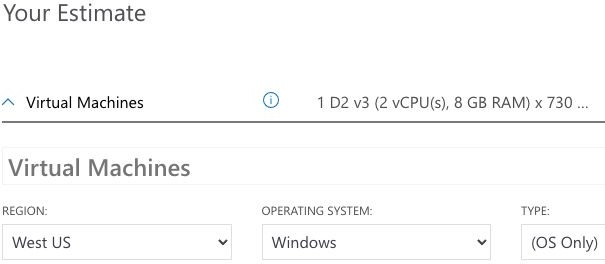 Your Estimate
Virtual Machines 1 D2 v3 (2 vCPU(s), 8 GB RAM) x 730 ...
Virtual Machines
REGION: OPERATING SYSTEM: TYPE:
West US Windows (OS Only)